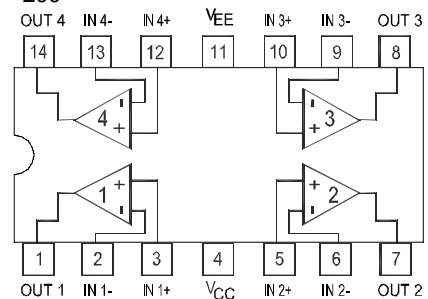 OUT 4 IN 4- IN 4+ VEE IN 3+ IN 3- OUT 3
14 13 12 11 10 9 8
4 - + - + 3
1 + - + - 2
1 2 3 4 5 6 7
OUT 1 IN 1- IN 1+ VCC IN 2+ IN 2- OUT 2